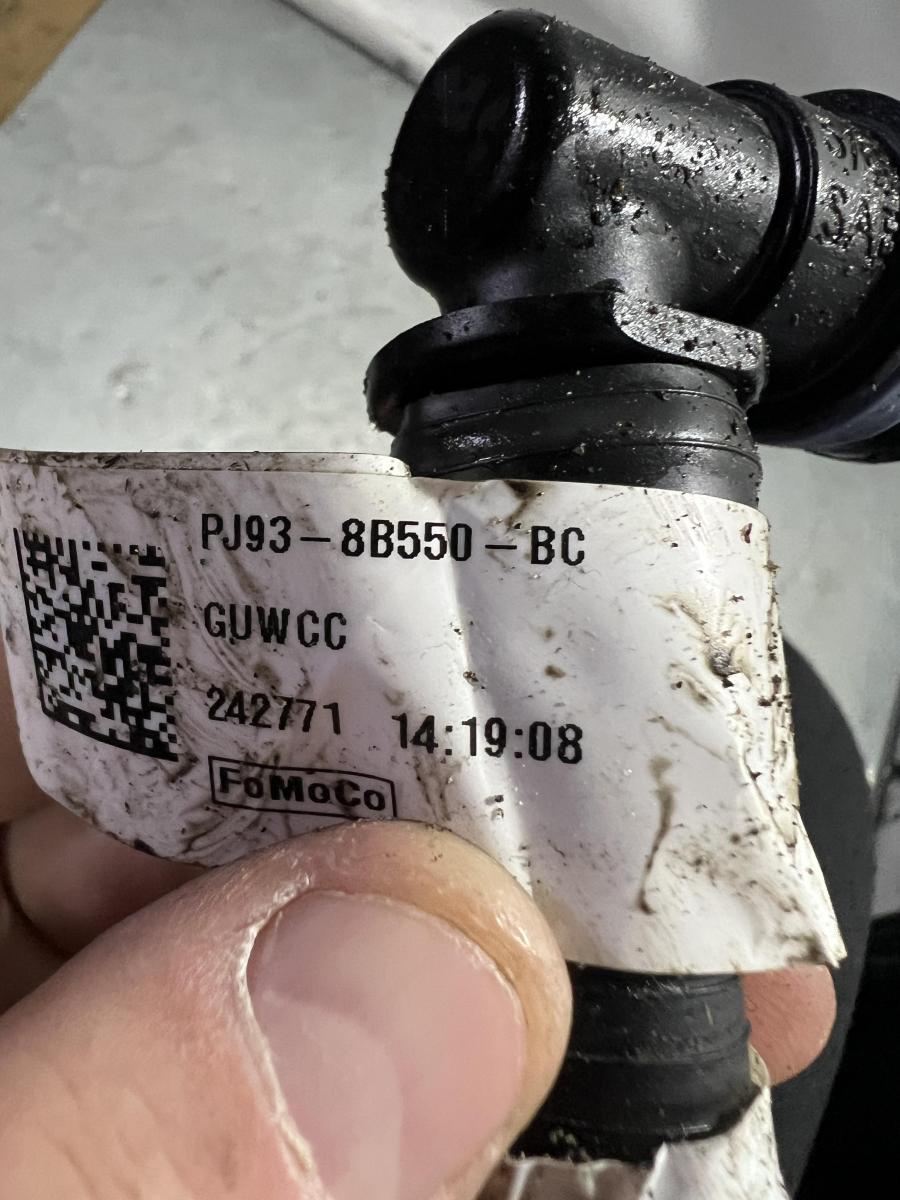 PJ93-8B550-BC
GUWCC
242771 14:19:08
FoMoCo